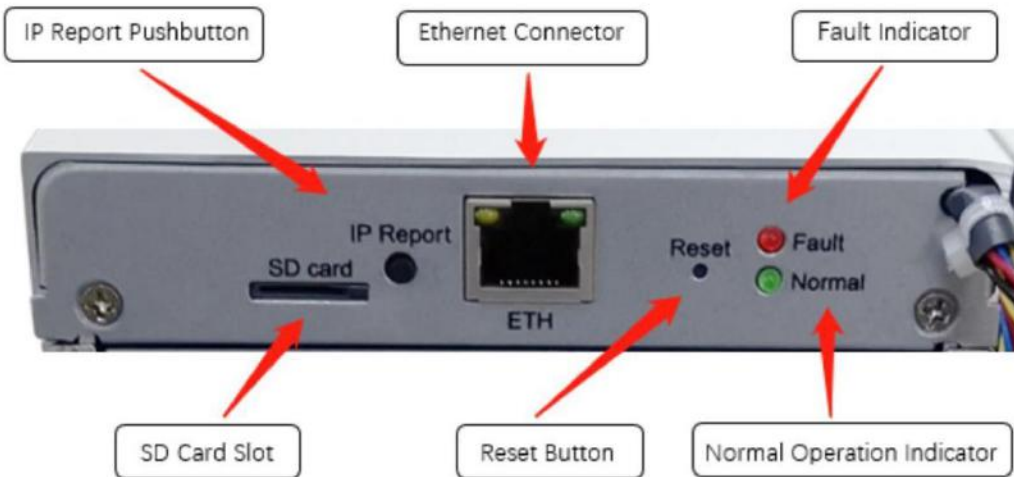 IP Report Pushbutton
Ethernet Connector
Fault Indicator
IP Report
SD card
ETH
Reset
Fault
Normal
SD Card Slot
Reset Button
Normal Operation Indicator